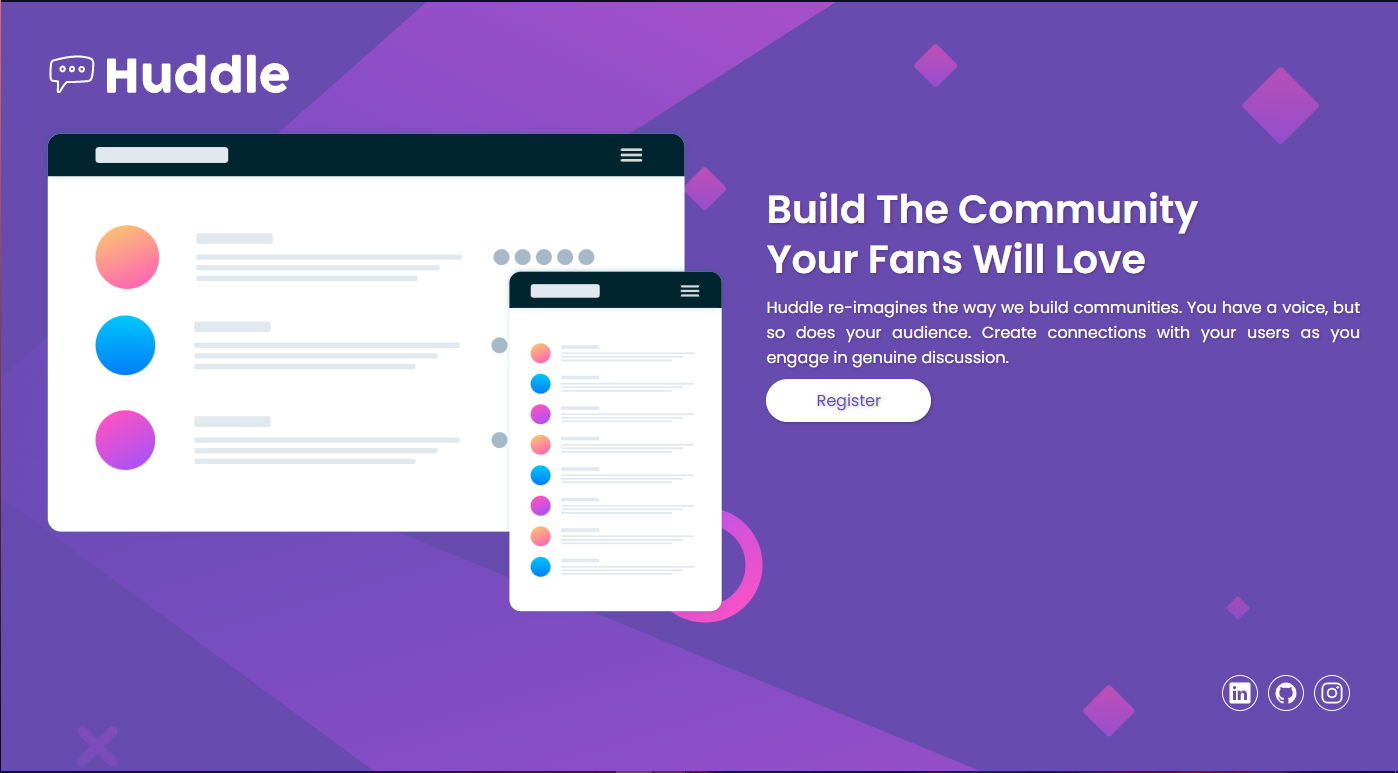 Huddle
Build The Community
Your Fans Will Love
Huddle re-imagines the way we build communities. You have a voice, but
so does your audience. Create connections with your users as you
engage in genuine discussion.
Register
in